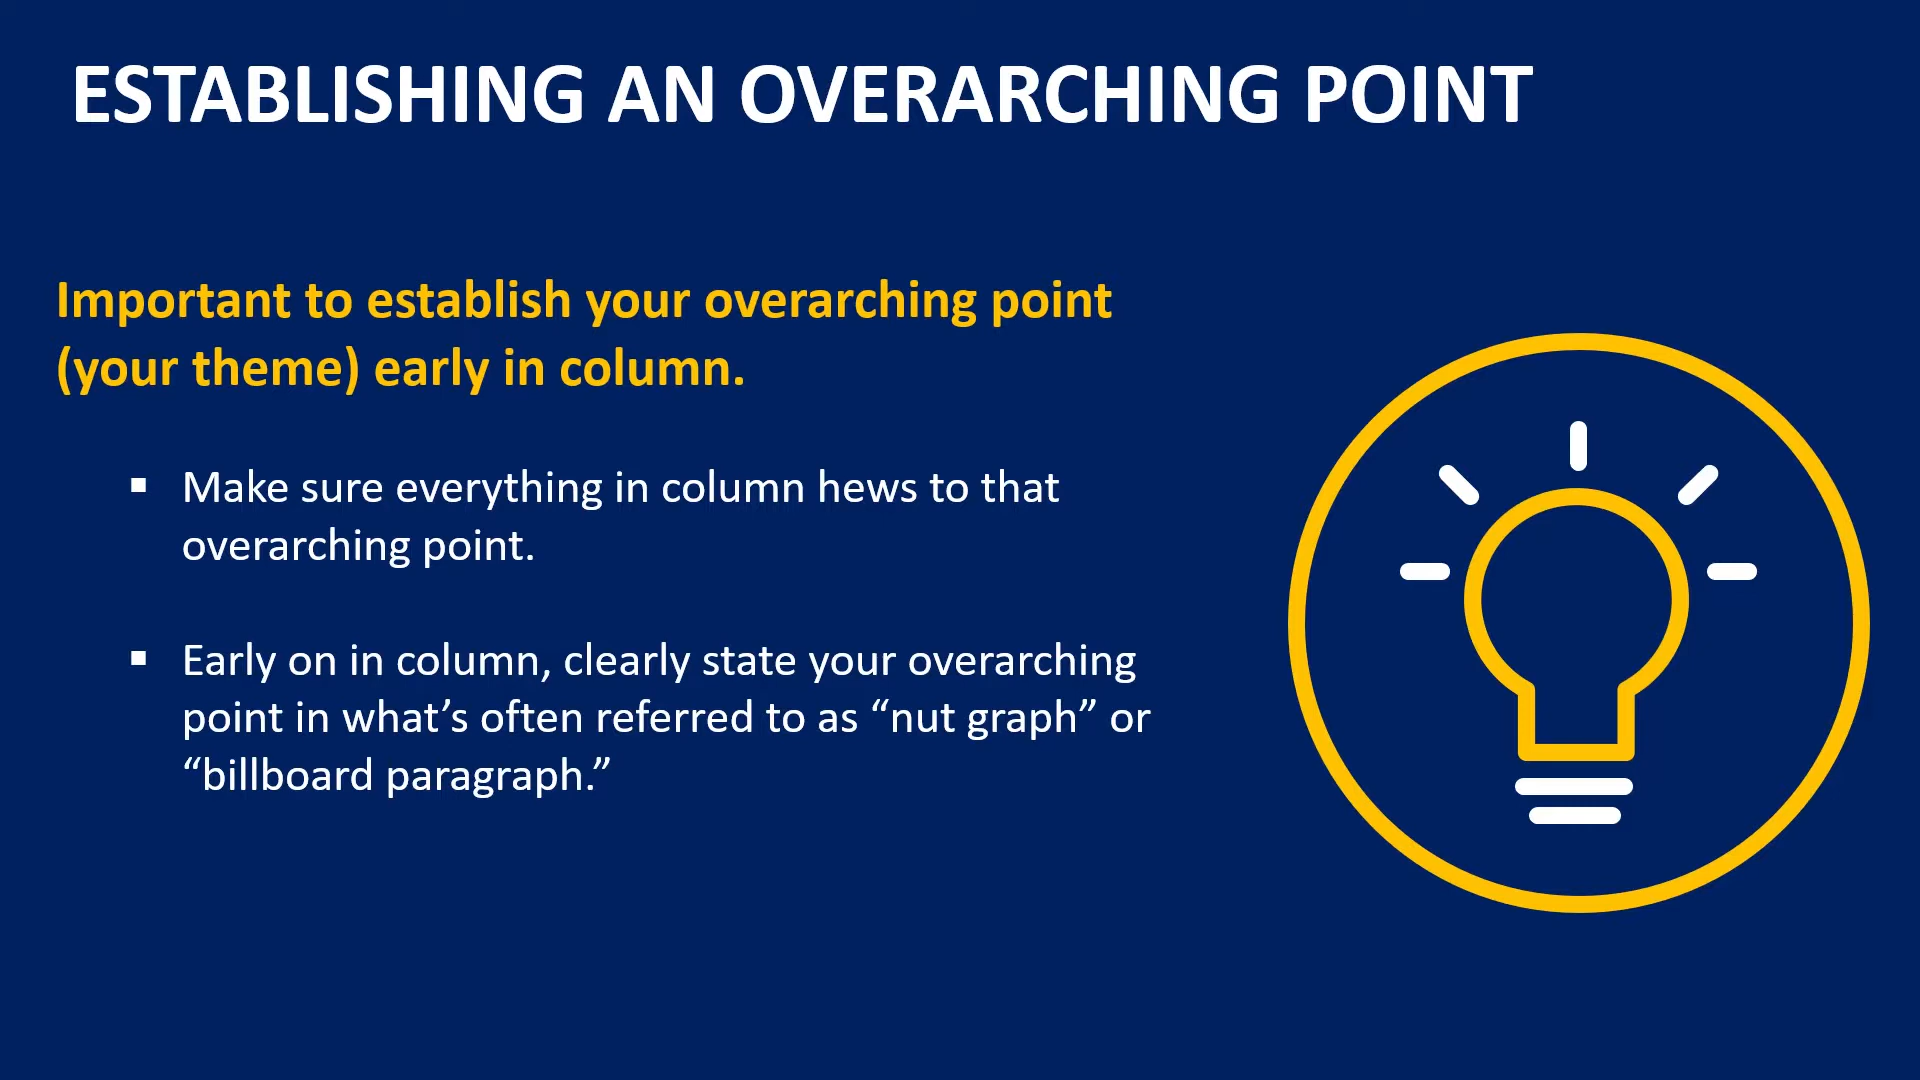 ESTABLISHING AN OVERARCHING POINT
Important to establish your overarching point
(your theme) early in column.
▪ Make sure everything in column hews to that
overarching point.
▪ Early on in column, clearly state your overarching
point in what’s often referred to as “nut graph” or
“billboard paragraph.”